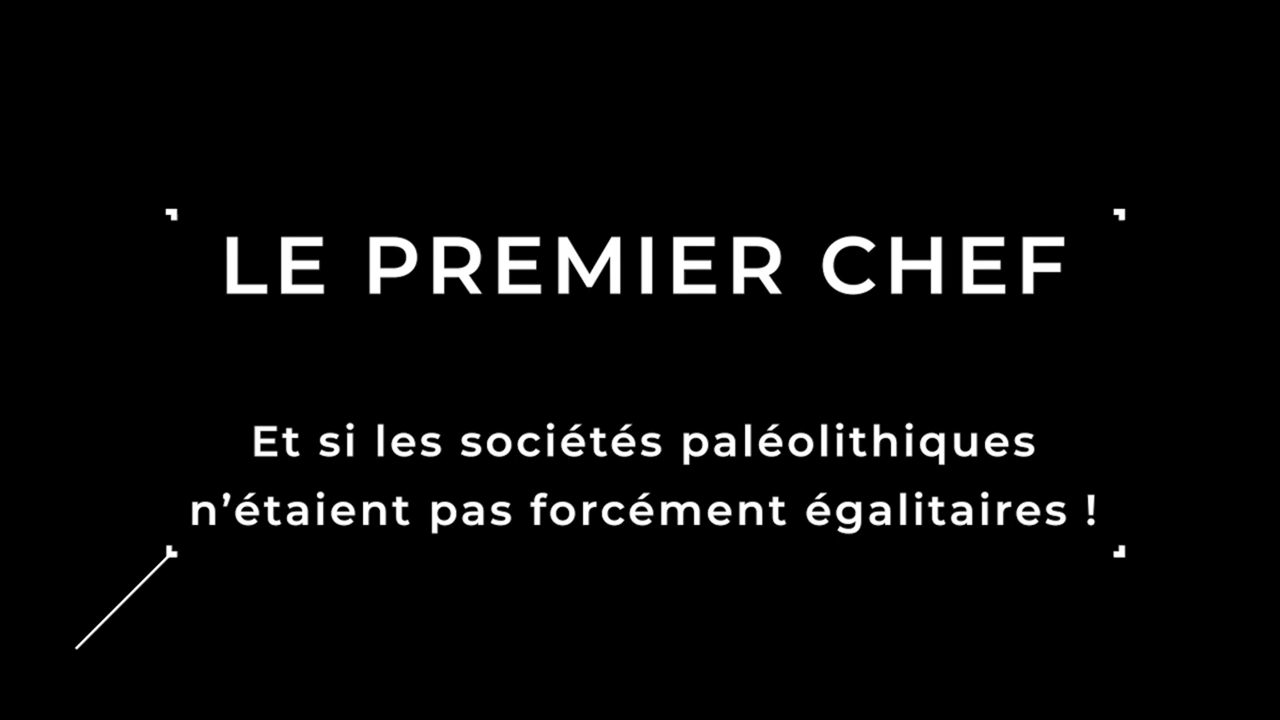 LE PREMIER CHEF
Et si les sociétés paléolithiques
n’étaient pas forcément égalitaires !